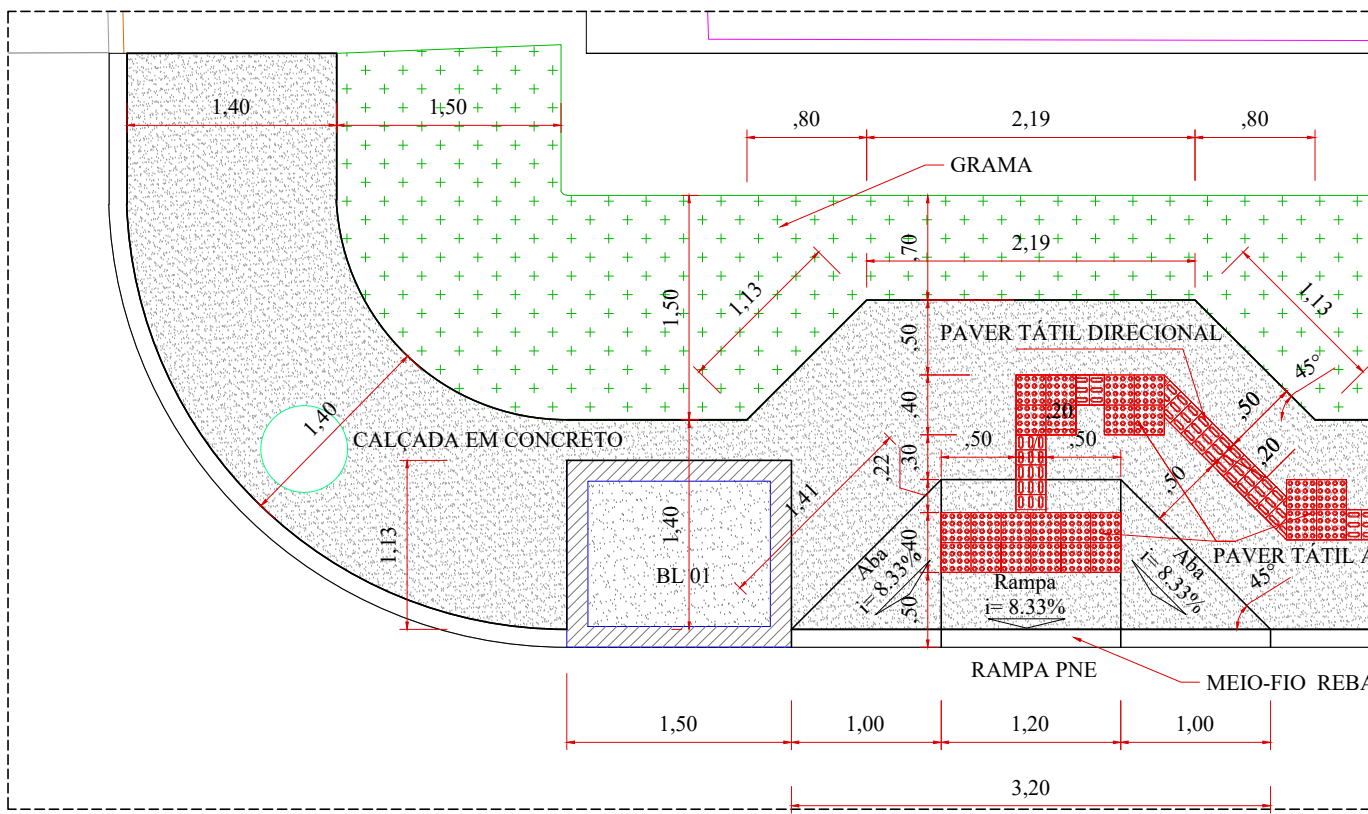 1,40
1,50
,80
2,19
,80
GRAMA
,70
2,19
1,13
1,50
1,13
,50
PAVER TÁTIL DIRECIONAL
45°
1,40
CALÇADA EM CONCRETO
,40
,20
,50
,50
,50
,30
,22
,20
,50
1,41
1,13
1,40
BL 01
Aba
i= 8.33%
,40
,50
Rampa
i= 8.33%
Aba
i= 8.33%
PAVER TÁTIL A
45°
RAMPA PNE
MEIO-FIO REBA
1,50
1,00
1,20
1,00
3,20